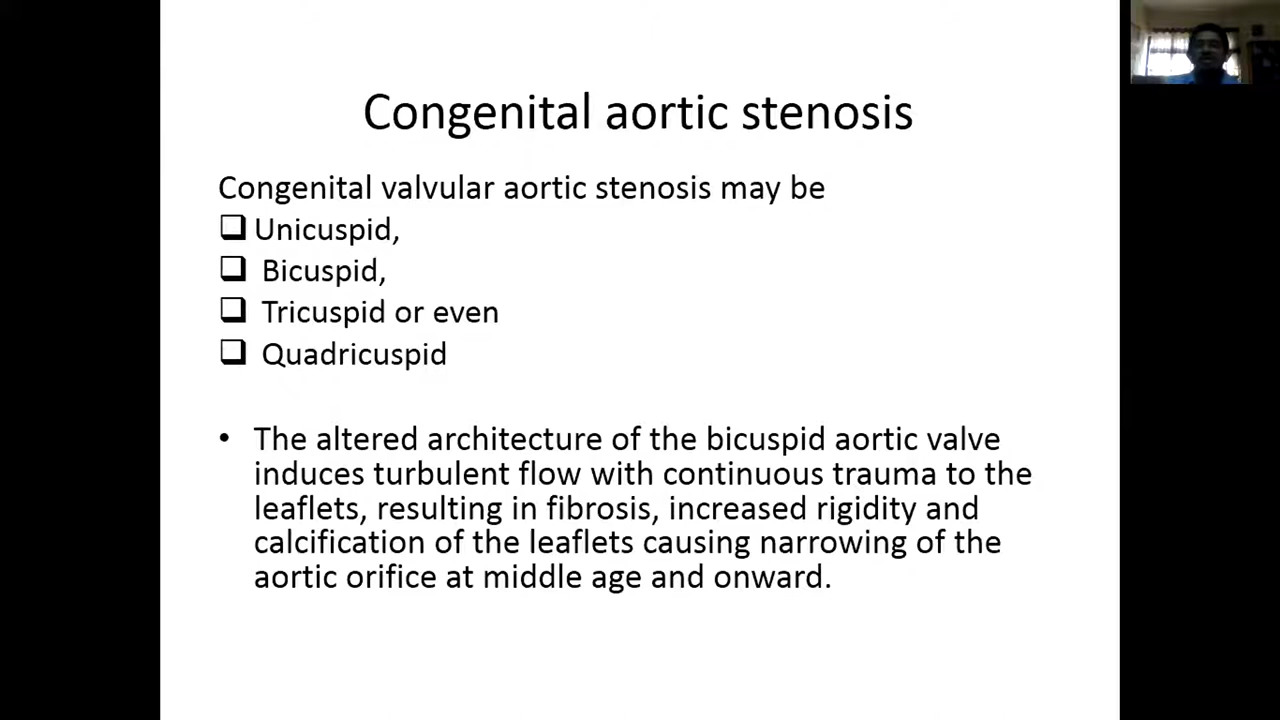 Congenital aortic stenosis
Congenital valvular aortic stenosis may be
❑ Unicuspid,
❑ Bicuspid,
❑ Tricuspid or even
❑ Quadricuspid
• The altered architecture of the bicuspid aortic valve
induces turbulent flow with continuous trauma to the
leaflets, resulting in fibrosis, increased rigidity and
calcification of the leaflets causing narrowing of the
aortic orifice at middle age and onward.